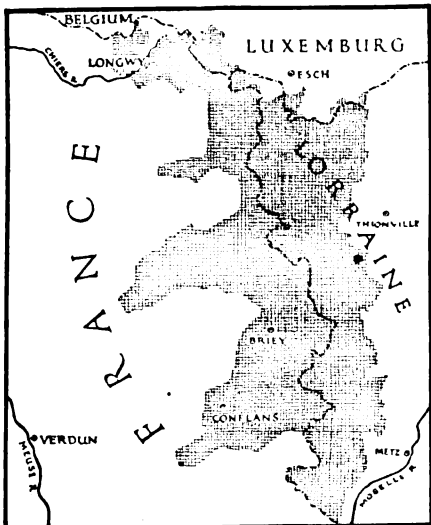 BELGIUM
LUXEMBURG
CHIERS R.
LONGWY
ESCH
LORRAINE
FRANCE
THIONVILLE
BRIEY
CONFLANS
VERDUN
METZ
MEUSE R.
MOSELLE R.